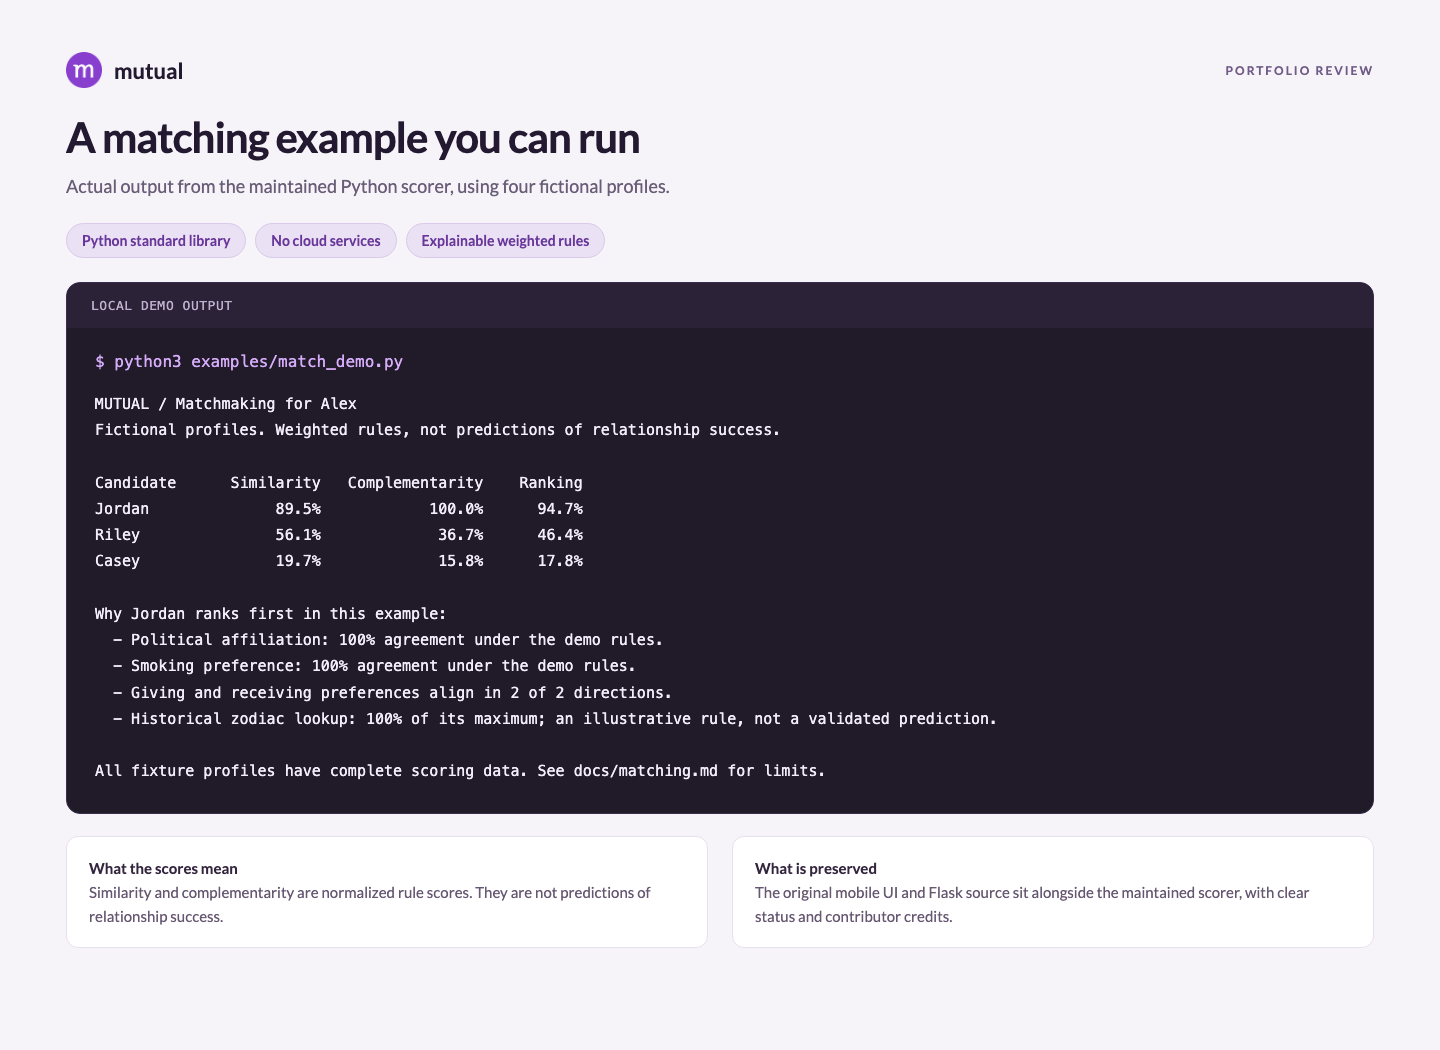 m mutual
PORTFOLIO REVIEW
A matching example you can run
Actual output from the maintained Python scorer, using four fictional profiles.
Python standard library
No cloud services
Explainable weighted rules
LOCAL DEMO OUTPUT
$ python3 examples/match_demo.py
MUTUAL / Matchmaking for Alex
Fictional profiles. Weighted rules, not predictions of relationship success.
Candidate Similarity Complementarity Ranking
Jordan 89.5% 100.0% 94.7%
Riley 56.1% 36.7% 46.4%
Casey 19.7% 15.8% 17.8%
Why Jordan ranks first in this example:
– Political affiliation: 100% agreement under the demo rules.
– Smoking preference: 100% agreement under the demo rules.
– Giving and receiving preferences align in 2 of 2 directions.
– Historical zodiac lookup: 100% of its maximum; an illustrative rule, not a validated prediction.
All fixture profiles have complete scoring data. See docs/matching.md for limits.
What the scores mean
Similarity and complementarity are normalized rule scores. They are not predictions of
relationship success.
What is preserved
The original mobile UI and Flask source sit alongside the maintained scorer, with clear
status and contributor credits.